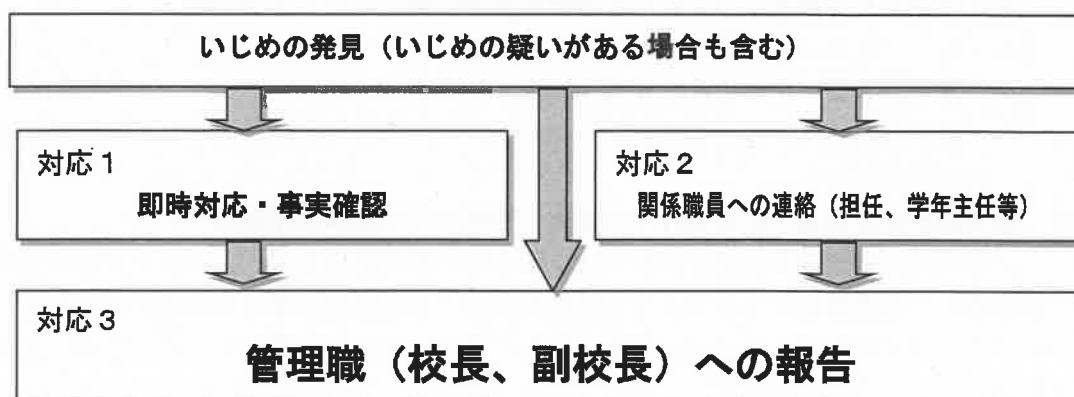 いじめの発見（いじめの疑いがある場合も含む）
対応１
即時対応・事実確認
対応２
関係職員への連絡（担任、学年主任等）
対応３
管理職（校長、副校長）への報告